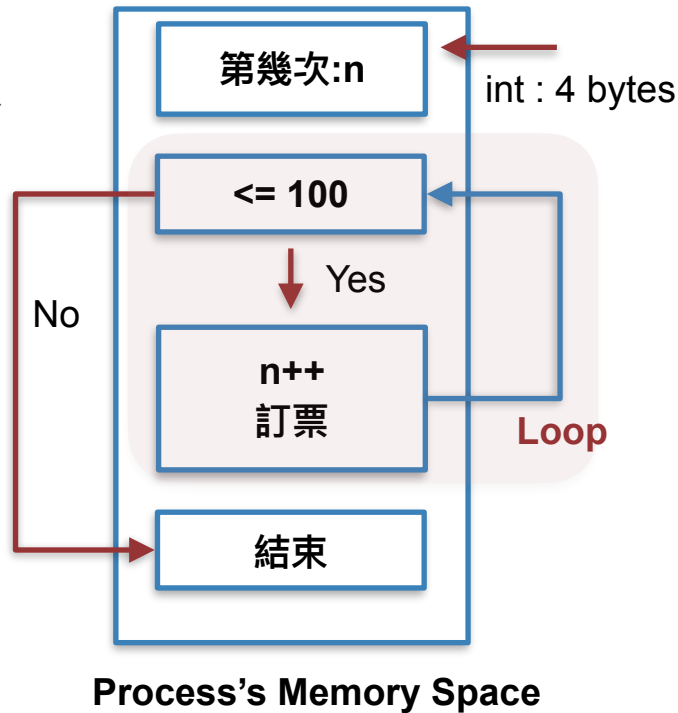 第幾次:n
int : 4 bytes
<= 100
Yes
No
n++
訂票
Loop
結束
Process’s Memory Space